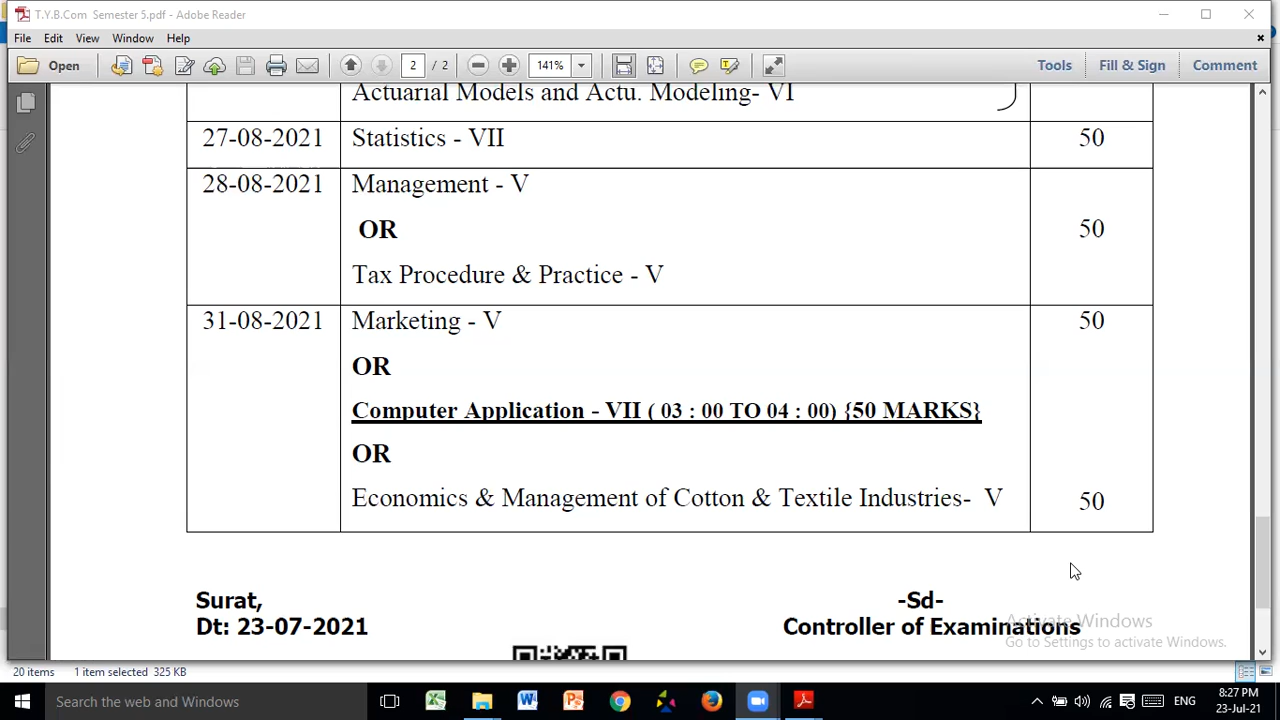 T.Y.B.Com Semester 5.pdf - Adobe Reader
File Edit View Window Help
Open 2 / 2 141% Tools Fill & Sign Comment
Actuarial Models and Actu. Modeling- VI
27-08-2021 Statistics - VII 50
28-08-2021 Management - V
OR 50
Tax Procedure & Practice - V
31-08-2021 Marketing - V 50
OR
Computer Application - VII ( 03 : 00 TO 04 : 00) {50 MARKS}
OR
Economics & Management of Cotton & Textile Industries- V 50
Surat, -Sd-
Dt: 23-07-2021 Controller of Examinations
Activate Windows
Go to Settings to activate Windows.
20 items 1 item selected 325 KB
Search the web and Windows ENG 8:27 PM
23-Jul-21